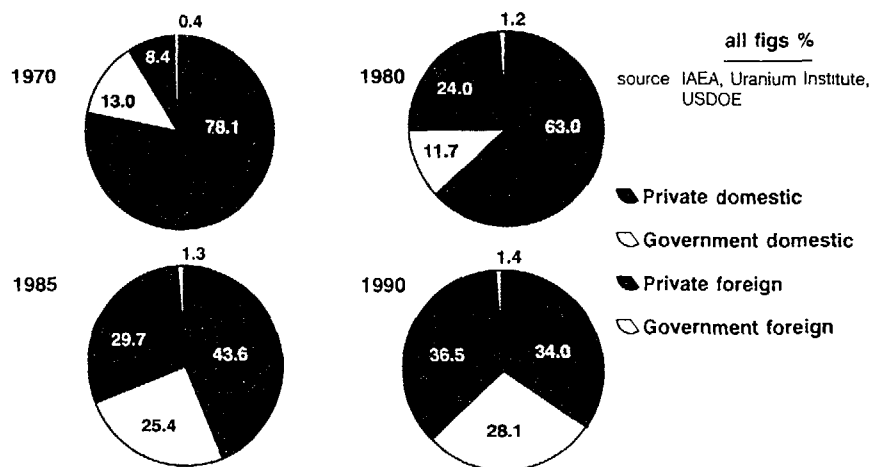 1970
0.4
8.4
13.0
78.1
1980
1.2
24.0
11.7
63.0
all figs %
source IAEA, Uranium Institute,
USDOE
Private domestic
Government domestic
Private foreign
Government foreign
1985
1.3
29.7
43.6
25.4
1990
1.4
36.5
34.0
28.1